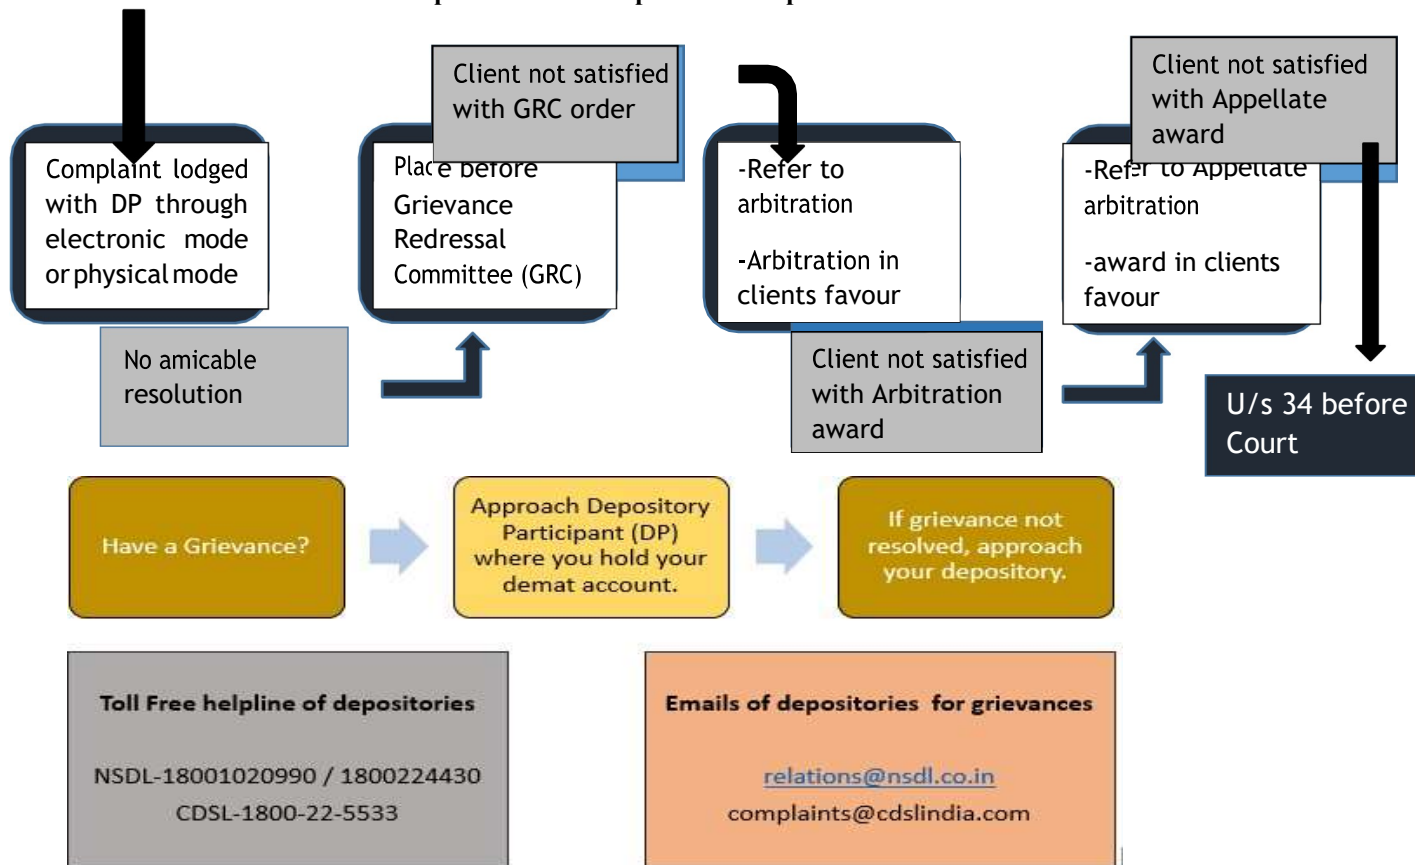 Client not satisfied
with GRC order
Client not satisfied
with Appellate
award
Complaint lodged
with DP through
electronic mode
or physical mode
Place before
Grievance
Redressal
Committee (GRC)
-Refer to
arbitration
-Arbitration in
clients favour
-Refer to Appellate
arbitration
-award in clients
favour
No amicable
resolution
Client not satisfied
with Arbitration
award
U/s 34 before
Court
Have a Grievance?
Approach Depository
Participant (DP)
where you hold your
demat account.
If grievance not
resolved, approach
your depository.
Toll Free helpline of depositories
NSDL-18001020990 / 1800224430
CDSL-1800-22-5533
Emails of depositories for grievances
relations@nsdl.co.in
complaints@cdslindia.com